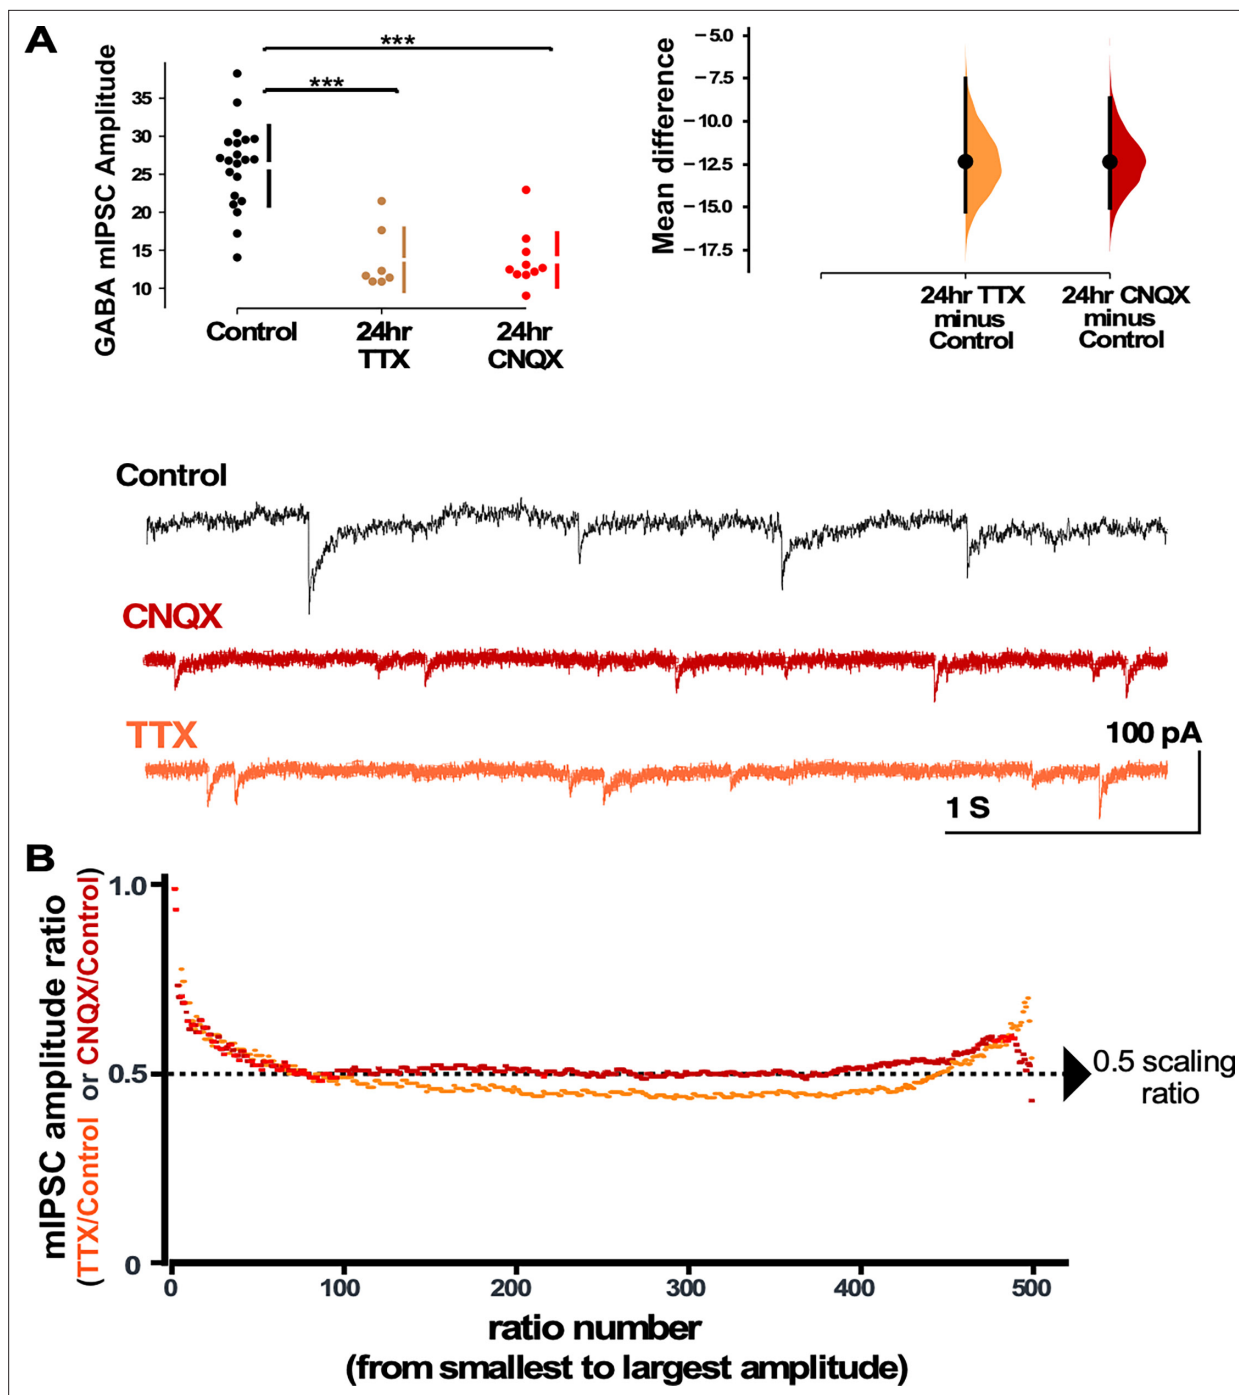 A
GABA mIPSC Amplitude
35
30
25
20
15
10
***
***
Control
24hr
TTX
24hr
CNQX
Mean difference
−5.0
−7.5
−10.0
−12.5
−15.0
−17.5
24hr TTX
minus
Control
24hr CNQX
minus
Control
Control
CNQX
TTX
100 pA
1 S
B
mIPSC amplitude ratio
(TTX/Control or CNQX/Control)
1.0
0.5
0
0.5 scaling
ratio
0
100
200
300
400
500
ratio number
(from smallest to largest amplitude)